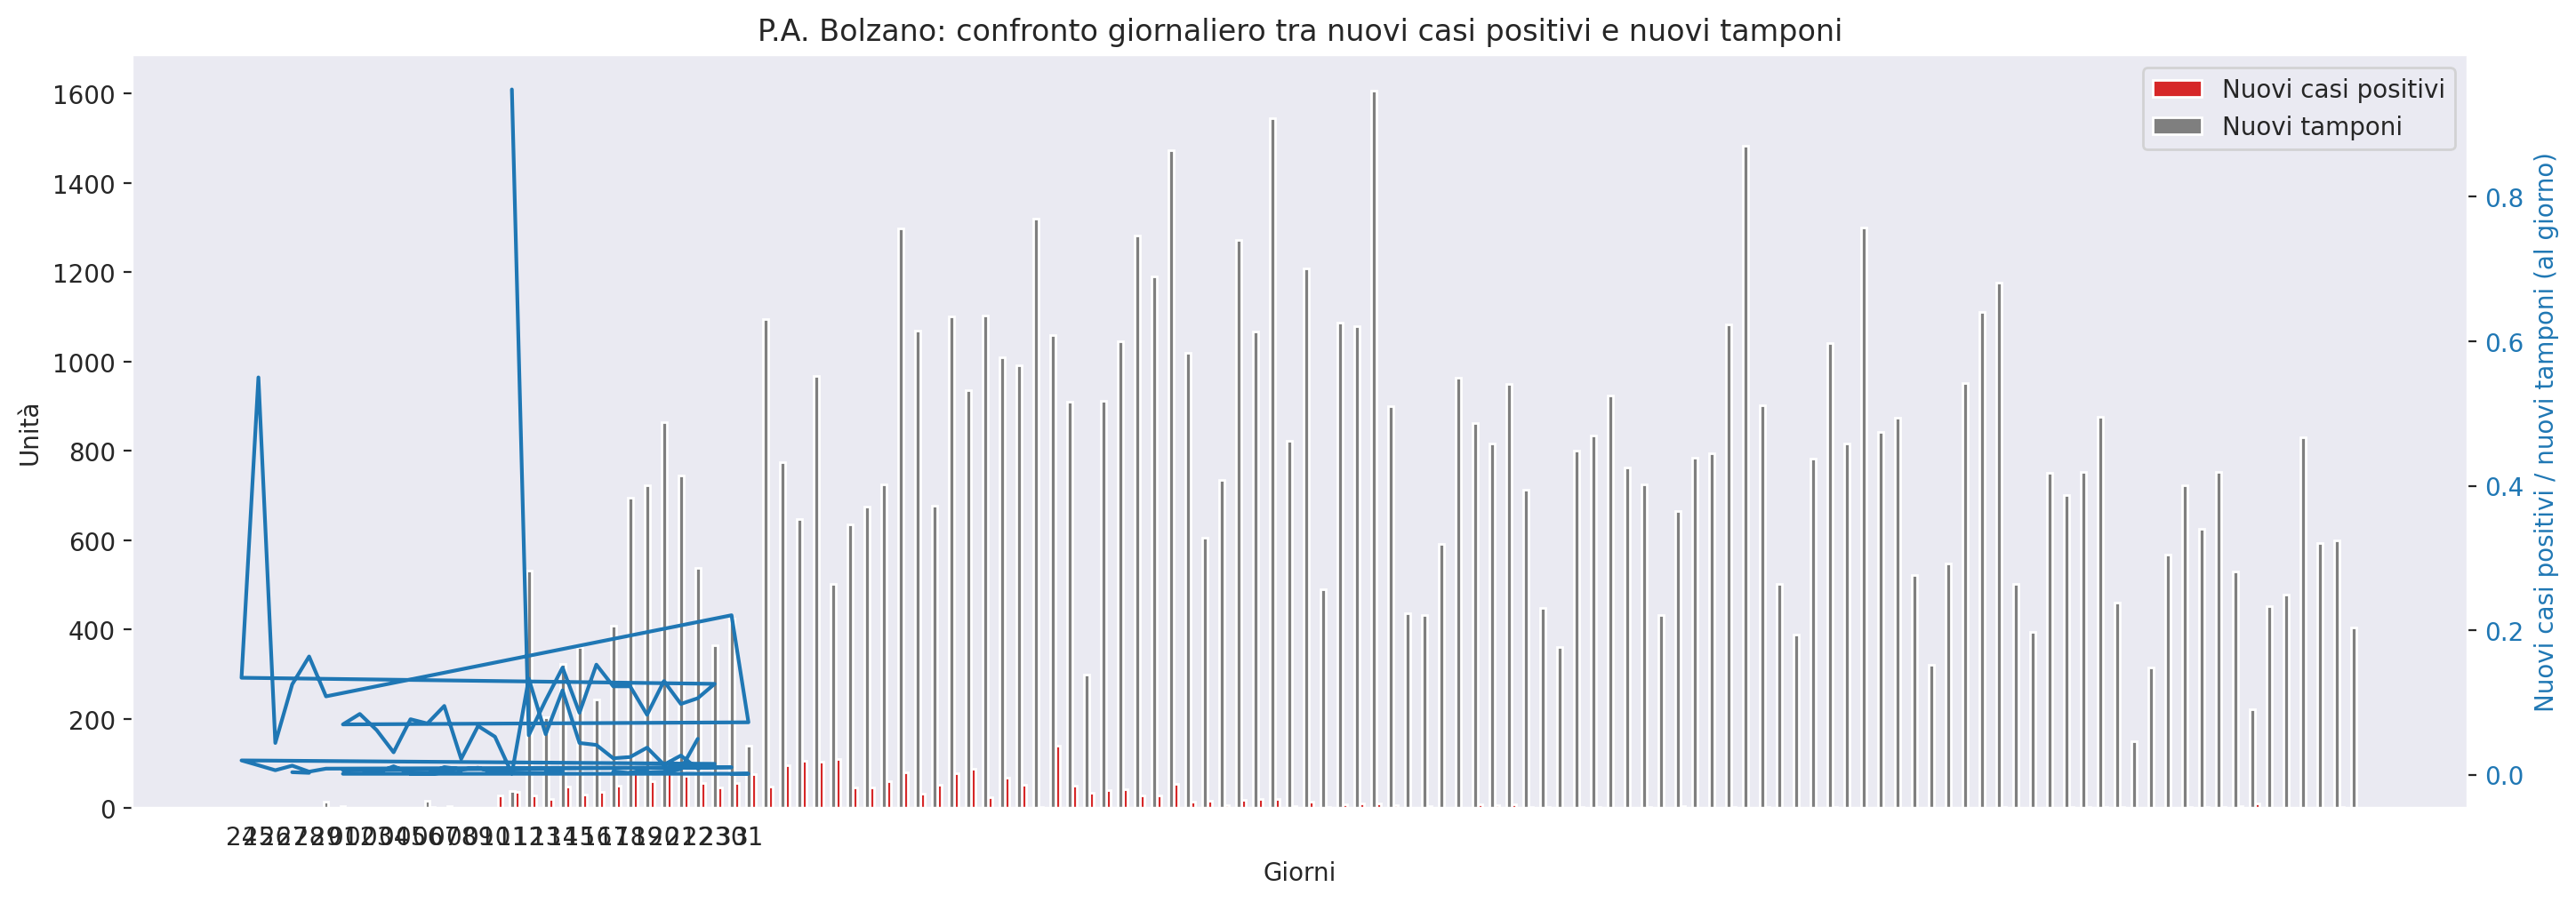 P.A. Bolzano: confronto giornaliero tra nuovi casi positivi e nuovi tamponi
Nuovi casi positivi
Nuovi tamponi
Unità
1600
1400
1200
1000
800
600
400
200
0
Nuovi casi positivi / nuovi tamponi (al giorno)
0.8
0.6
0.4
0.2
0.0
Giorni